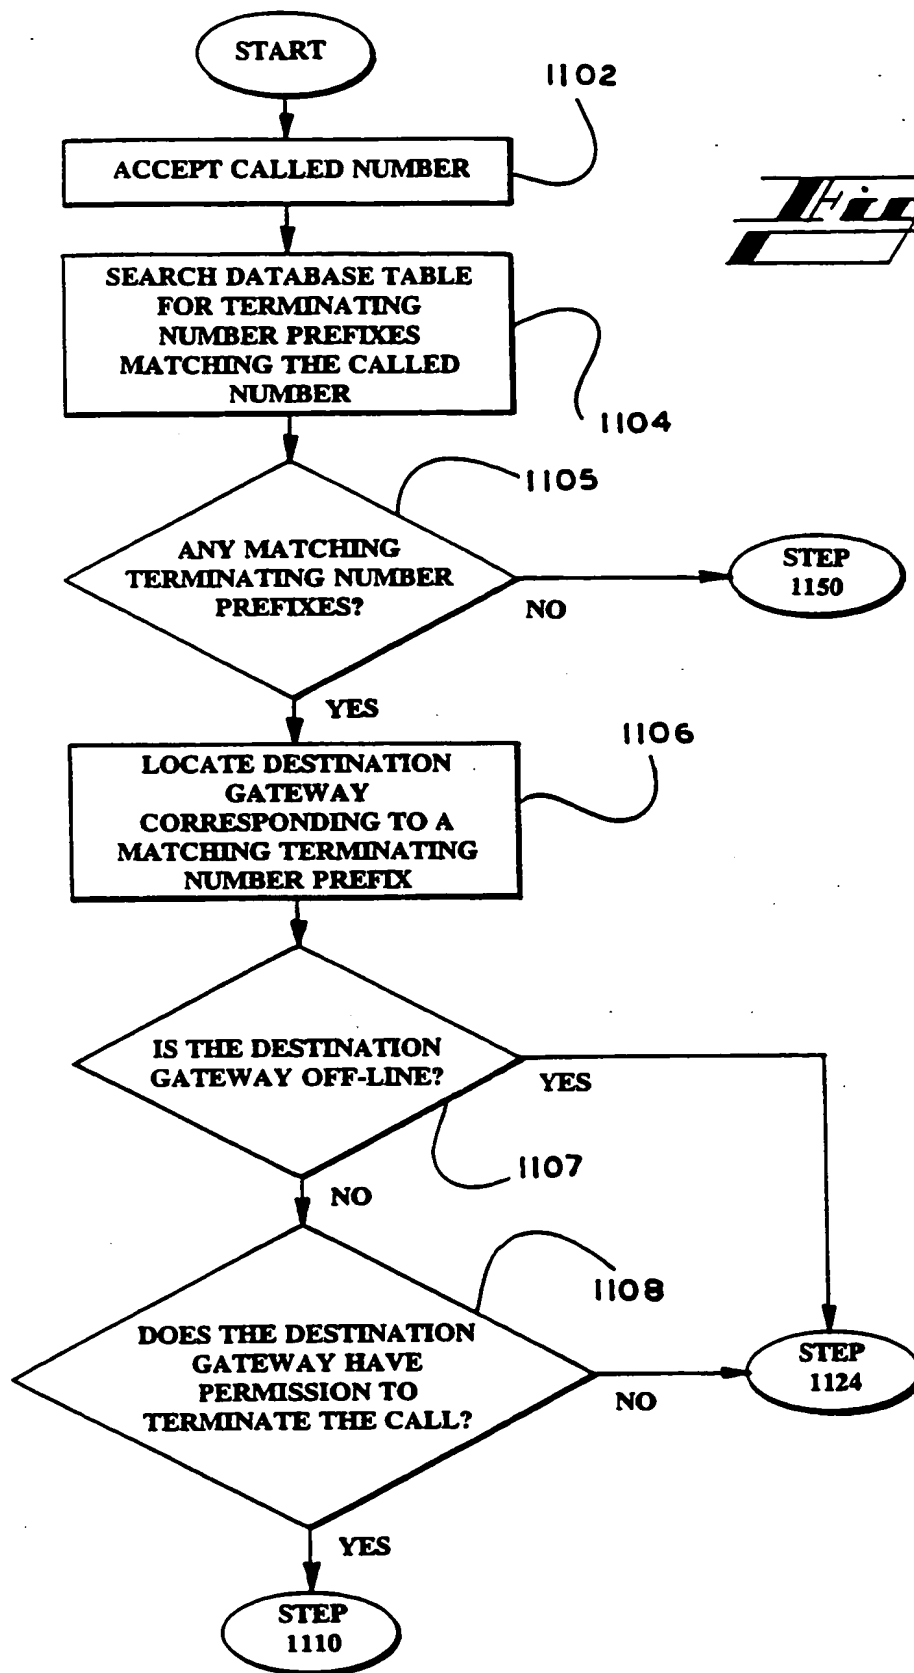 START
1102
ACCEPT CALLED NUMBER
SEARCH DATABASE TABLE
FOR TERMINATING
NUMBER PREFIXES
MATCHING THE CALLED
NUMBER
1104
1105
ANY MATCHING
TERMINATING NUMBER
PREFIXES?
NO
STEP
1150
YES
1106
LOCATE DESTINATION
GATEWAY
CORRESPONDING TO A
MATCHING TERMINATING
NUMBER PREFIX
IS THE DESTINATION
GATEWAY OFF-LINE?
YES
1107
NO
1108
DOES THE DESTINATION
GATEWAY HAVE
PERMISSION TO
TERMINATE THE CALL?
NO
STEP
1124
YES
STEP
1110